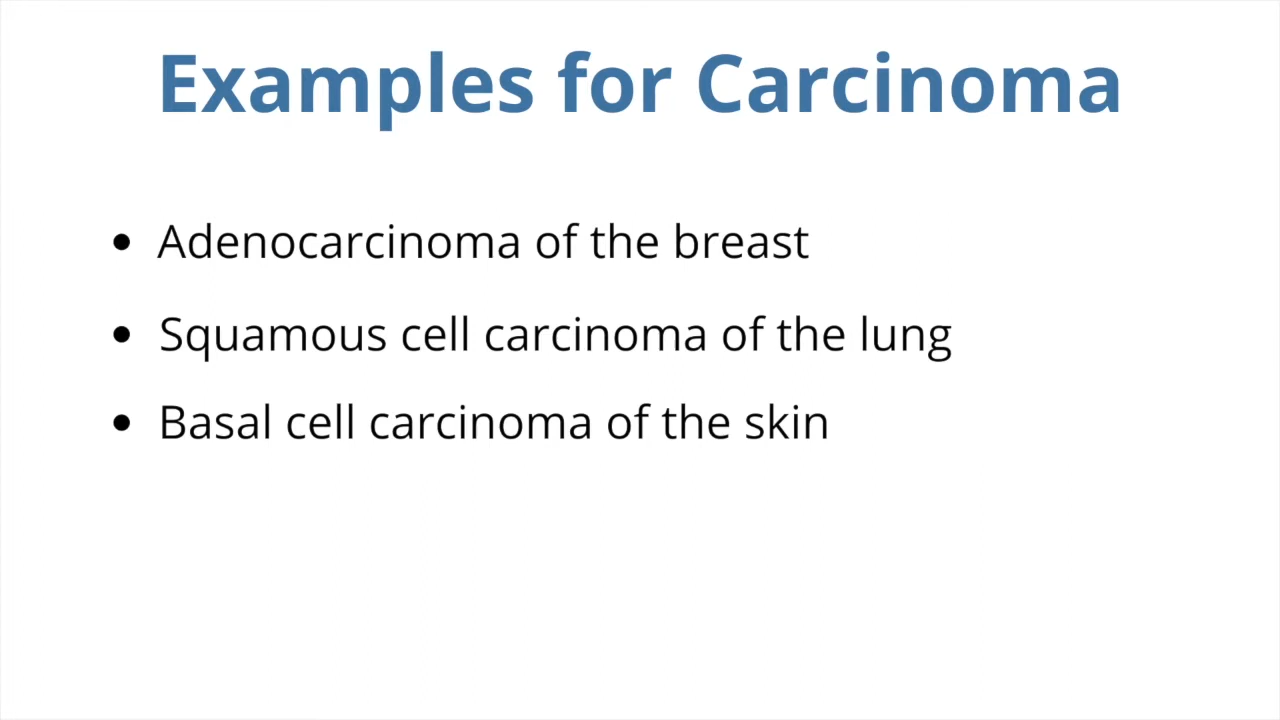 Examples for Carcinoma
• Adenocarcinoma of the breast
• Squamous cell carcinoma of the lung
• Basal cell carcinoma of the skin